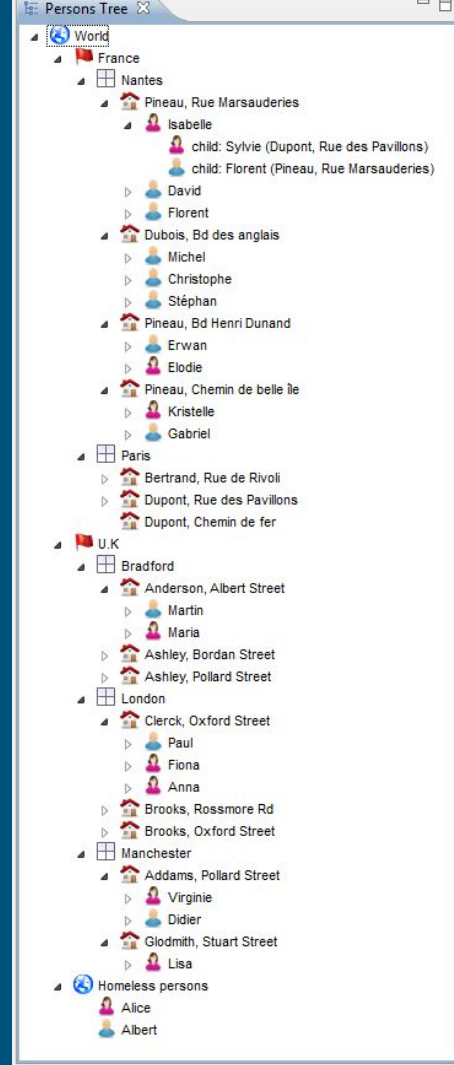 Persons Tree
World
France
Nantes
Pineau, Rue Marsauderies
Isabelle
child: Sylvie (Dupont, Rue des Pavillons)
child: Florent (Pineau, Rue Marsauderies)
David
Florent
Dubois, Bd des anglais
Michel
Christophe
Stéphan
Pineau, Bd Henri Dunand
Erwan
Elodie
Pineau, Chemin de belle île
Kristelle
Gabriel
Paris
Bertrand, Rue de Rivoli
Dupont, Rue des Pavillons
Dupont, Chemin de fer
U.K
Bradford
Anderson, Albert Street
Martin
Maria
Ashley, Bordan Street
Ashley, Pollard Street
London
Clerck, Oxford Street
Paul
Fiona
Anna
Brooks, Rossmore Rd
Brooks, Oxford Street
Manchester
Addams, Pollard Street
Virginie
Didier
Glodmith, Stuart Street
Lisa
Homeless persons
Alice
Albert